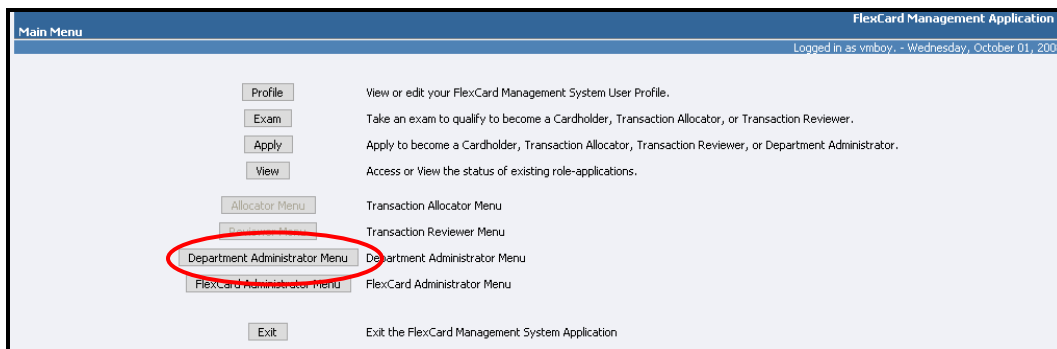 FlexCard Management Application
Main Menu
Logged in as vmboy. - Wednesday, October 01, 200
Profile View or edit your FlexCard Management System User Profile.
Exam Take an exam to qualify to become a Cardholder, Transaction Allocator, or Transaction Reviewer.
Apply Apply to become a Cardholder, Transaction Allocator, Transaction Reviewer, or Department Administrator.
View Access or View the status of existing role-applications.
Allocator Menu Transaction Allocator Menu
Reviewer Menu Transaction Reviewer Menu
Department Administrator Menu Department Administrator Menu
FlexCard Administrator Menu FlexCard Administrator Menu
Exit Exit the FlexCard Management System Application